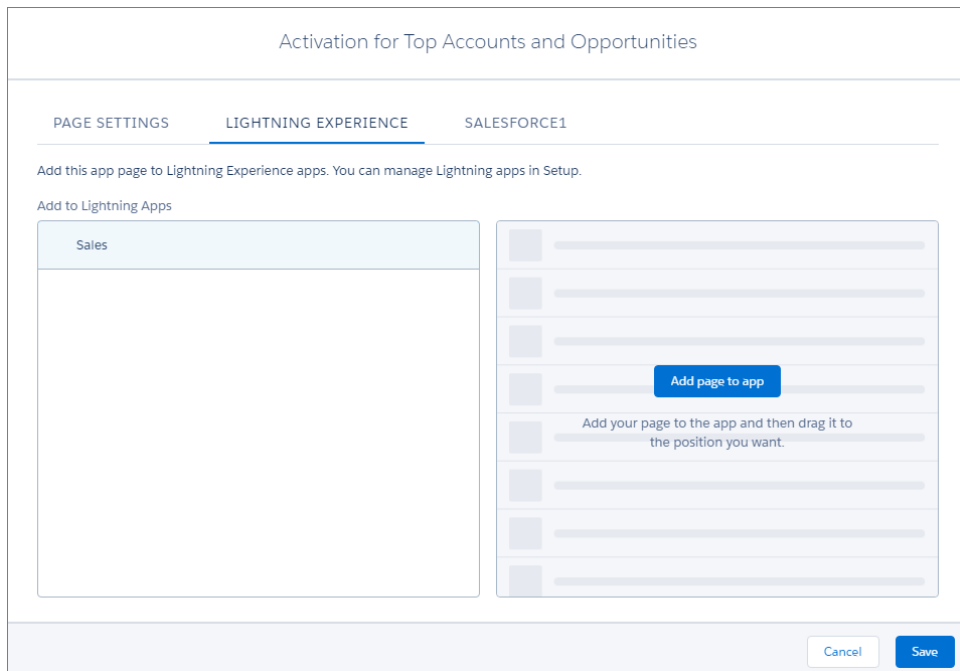 Activation for Top Accounts and Opportunities
PAGE SETTINGS
LIGHTNING EXPERIENCE
SALESFORCE1
Add this app page to Lightning Experience apps. You can manage Lightning apps in Setup.
Add to Lightning Apps
Sales
Add page to app
Add your page to the app and then drag it to
the position you want.
Cancel
Save